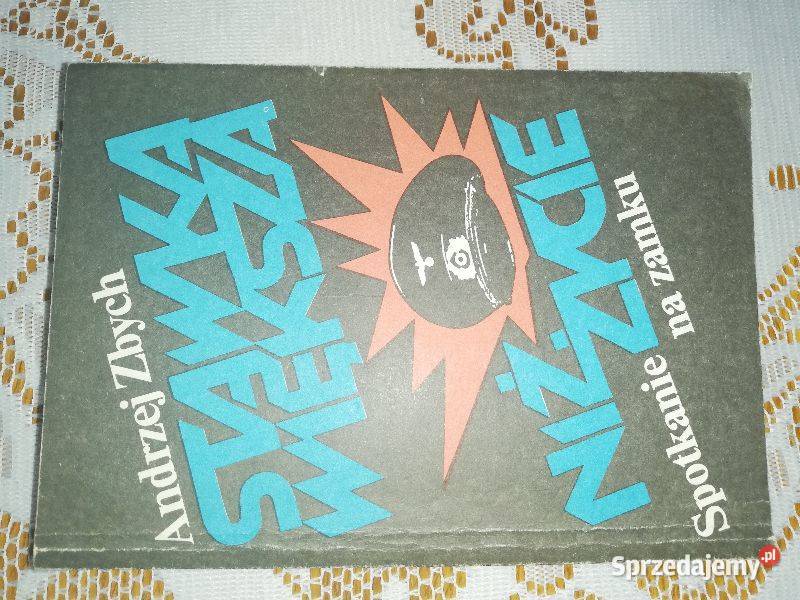 Andrzej Zbych
STAWKA
WIĘKSZA
NIŻ ŻYCIE
Spotkanie na zamku
Sprzedajemy.pl